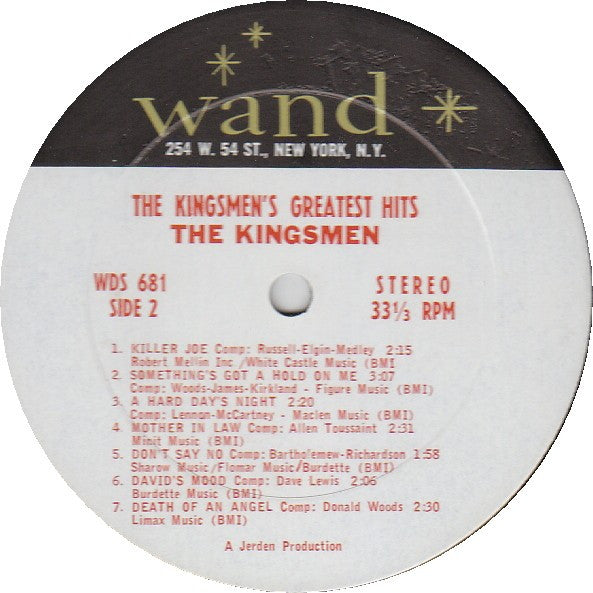 wand
254 W. 54 ST., NEW YORK, N.Y.
THE KINGSMEN'S GREATEST HITS
THE KINGSMEN
WDS 681
SIDE 2
STEREO
33⅓ RPM
1. KILLER JOE Comp: Russell-Elgin-Medley 2:15
Robert Mellin Inc./White Castle Music (BMI
2. SOMETHING'S GOT A HOLD ON ME 3:07
Comp: Woods-James-Kirkland - Figure Music (BMI)
3. A HARD DAY'S NIGHT 2:20
Comp: Lennon-McCartney - Maclen Music (BMI)
4. MOTHER IN LAW Comp: Allen Toussaint 2:31
Minit Music (BMI)
5. DON'T SAY NO Comp: Bartholemew-Richardson 1:58
Sharow Music/Flomar Music/Burdette (BMI)
6. DAVID'S MOOD Comp: Dave Lewis 2:06
Burdette Music (BMI)
7. DEATH OF AN ANGEL Comp: Donald Woods 2:30
Limax Music (BMI)
A Jerden Production